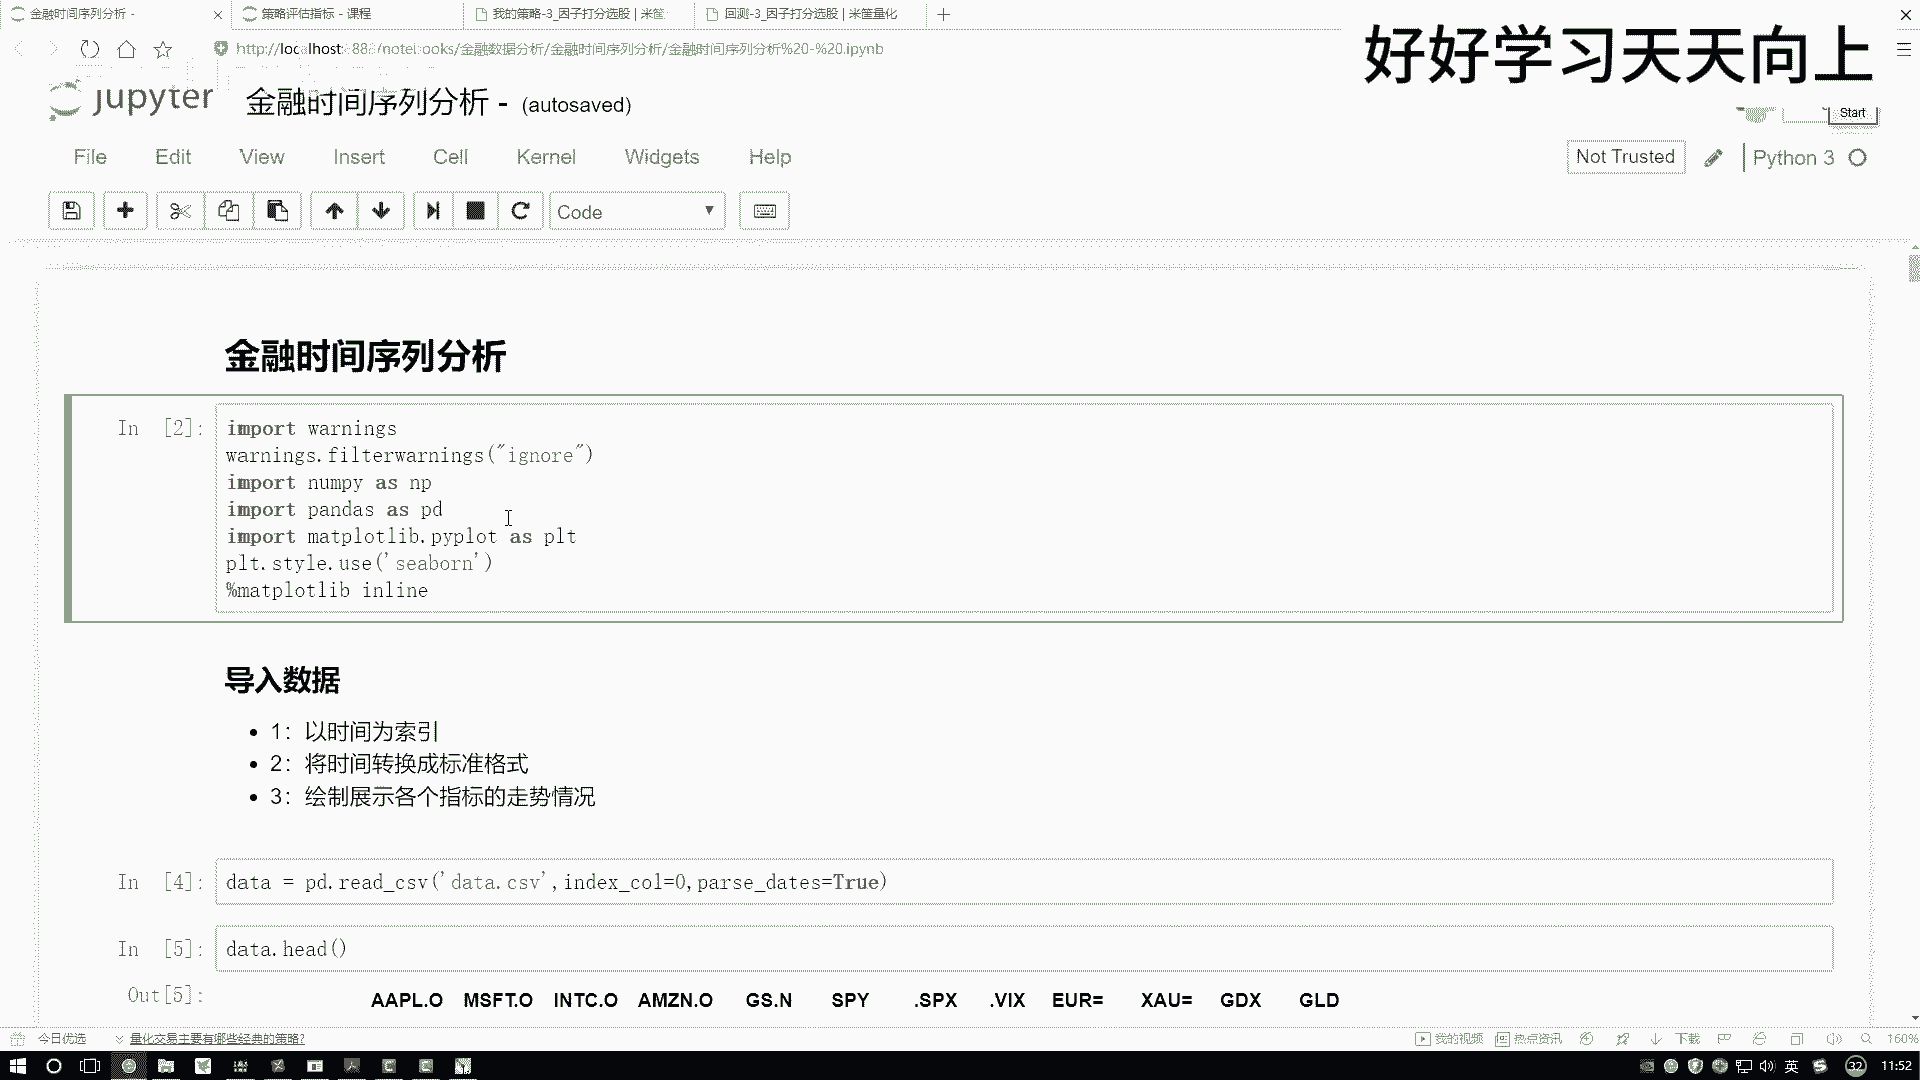 金融时间序列分析 -
策略评估指标 - 课程
我的策略-3_因子打分选股 | 米筐
回测-3_因子打分选股 | 米筐量化
http://localhost:888/notebooks/金融数据分析/金融时间序列分析/金融时间序列分析%20-%20.ipynb
好好学习天天向上
jupyter 金融时间序列分析 - (autosaved)
Start
File Edit View Insert Cell Kernel Widgets Help
Not Trusted Python 3
Code
金融时间序列分析
In [2]:
import warnings
warnings.filterwarnings("ignore")
import numpy as np
import pandas as pd
import matplotlib.pyplot as plt
plt.style.use('seaborn')
%matplotlib inline
导入数据
1：以时间为索引
2：将时间转换成标准格式
3：绘制展示各个指标的走势情况
In [4]: data = pd.read_csv('data.csv',index_col=0,parse_dates=True)
In [5]: data.head()
Out[5]:
AAPL.O MSFT.O INTC.O AMZN.O GS.N SPY .SPX .VIX EUR= XAU= GDX GLD
今日优选 量化交易主要有哪些经典的策略?
我的视频 热点资讯 下载 160%
英 32 11:52